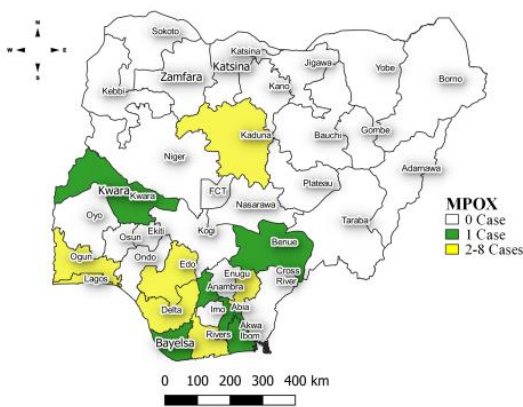 N
W E
S
Sokoto
Katsina
Katsina
Jigawa
Yobe
Borno
Zamfara
Kebbi
Kano
Kaduna
Bauchi
Gombe
Adamawa
Niger
Plateau
FCT
Kwara
Kwara
Nasarawa
Taraba
Oyo
Ekiti
Kogi
Osun
Benue
Ogun
Ondo
Edo
Enugu
Cross
River
Lagos
Anambra
Delta
Imo
Abia
Akwa
Ibom
Bayelsa
Rivers
MPOX
0 Case
1 Case
2-8 Cases
0 100 200 300 400 km